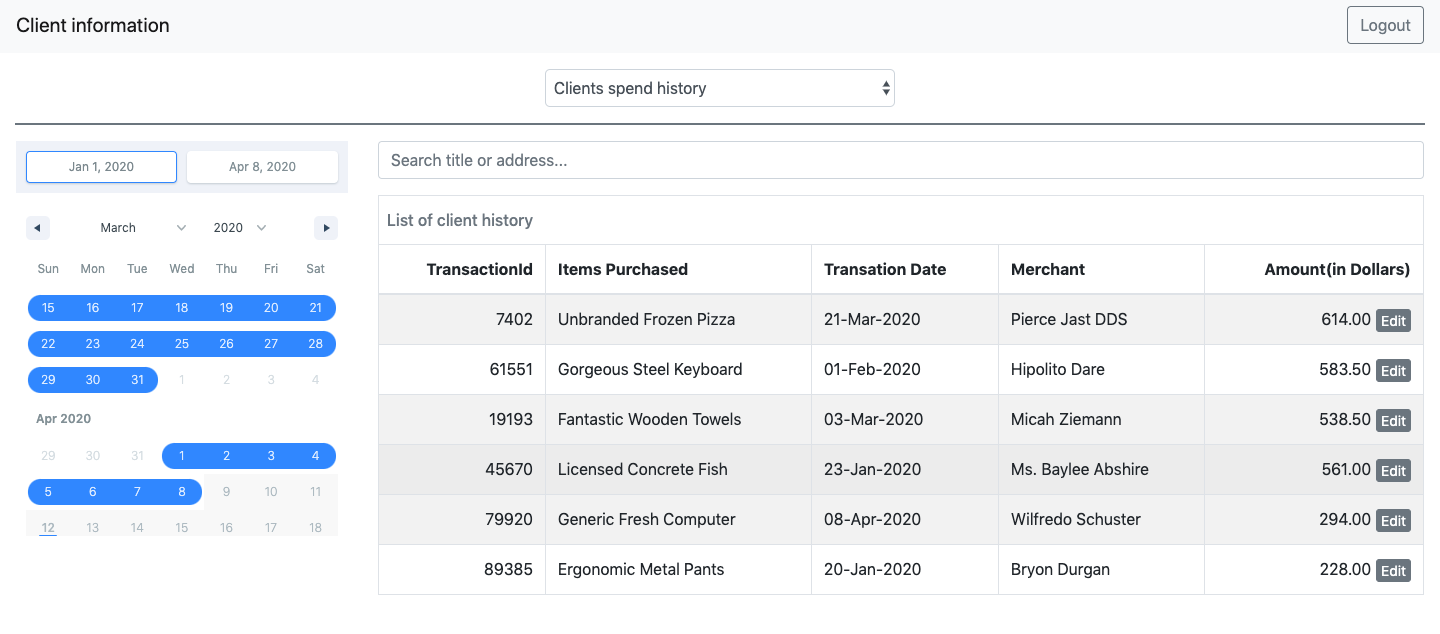 Client information
Logout
Clients spend history
Jan 1, 2020 Apr 8, 2020
March 2020
Sun Mon Tue Wed Thu Fri Sat
15 16 17 18 19 20 21
22 23 24 25 26 27 28
29 30 31 1 2 3 4
Apr 2020
29 30 31 1 2 3 4
5 6 7 8 9 10 11
12 13 14 15 16 17 18
Search title or address...
List of client history
TransactionId Items Purchased Transation Date Merchant Amount(in Dollars)
7402 Unbranded Frozen Pizza 21-Mar-2020 Pierce Jast DDS 614.00 Edit
61551 Gorgeous Steel Keyboard 01-Feb-2020 Hipolito Dare 583.50 Edit
19193 Fantastic Wooden Towels 03-Mar-2020 Micah Ziemann 538.50 Edit
45670 Licensed Concrete Fish 23-Jan-2020 Ms. Baylee Abshire 561.00 Edit
79920 Generic Fresh Computer 08-Apr-2020 Wilfredo Schuster 294.00 Edit
89385 Ergonomic Metal Pants 20-Jan-2020 Bryon Durgan 228.00 Edit